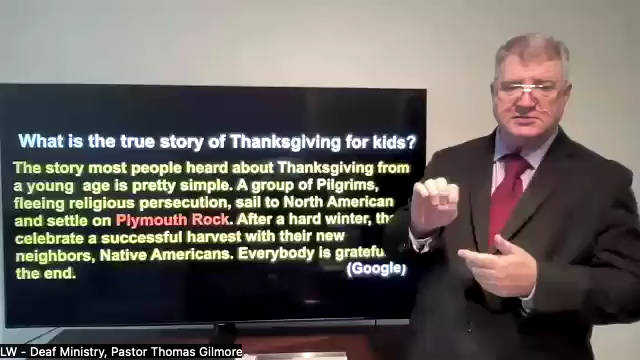 What is the true story of Thanksgiving for kids?
The story most people heard about Thanksgiving from
a young age is pretty simple. A group of Pilgrims,
fleeing religious persecution, sail to North American
and settle on Plymouth Rock. After a hard winter,
celebrate a successful harvest with their new
neighbors, Native Americans. Everybody is gratefu
the end.
(Google)
LW - Deaf Ministry, Pastor Thomas Gilmore